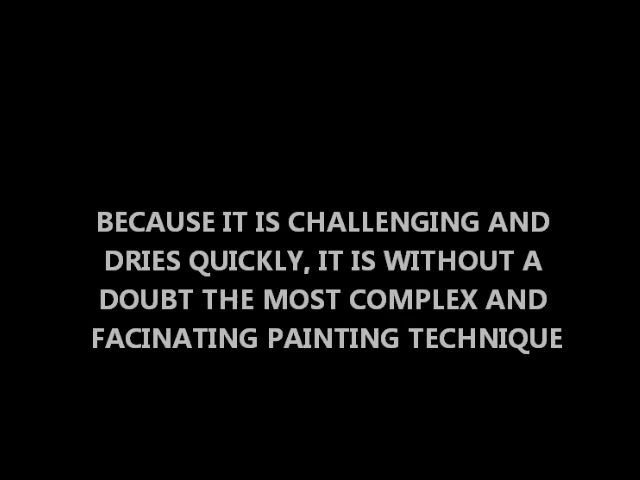 BECAUSE IT IS CHALLENGING AND
DRIES QUICKLY, IT IS WITHOUT A
DOUBT THE MOST COMPLEX AND
FACINATING PAINTING TECHNIQUE